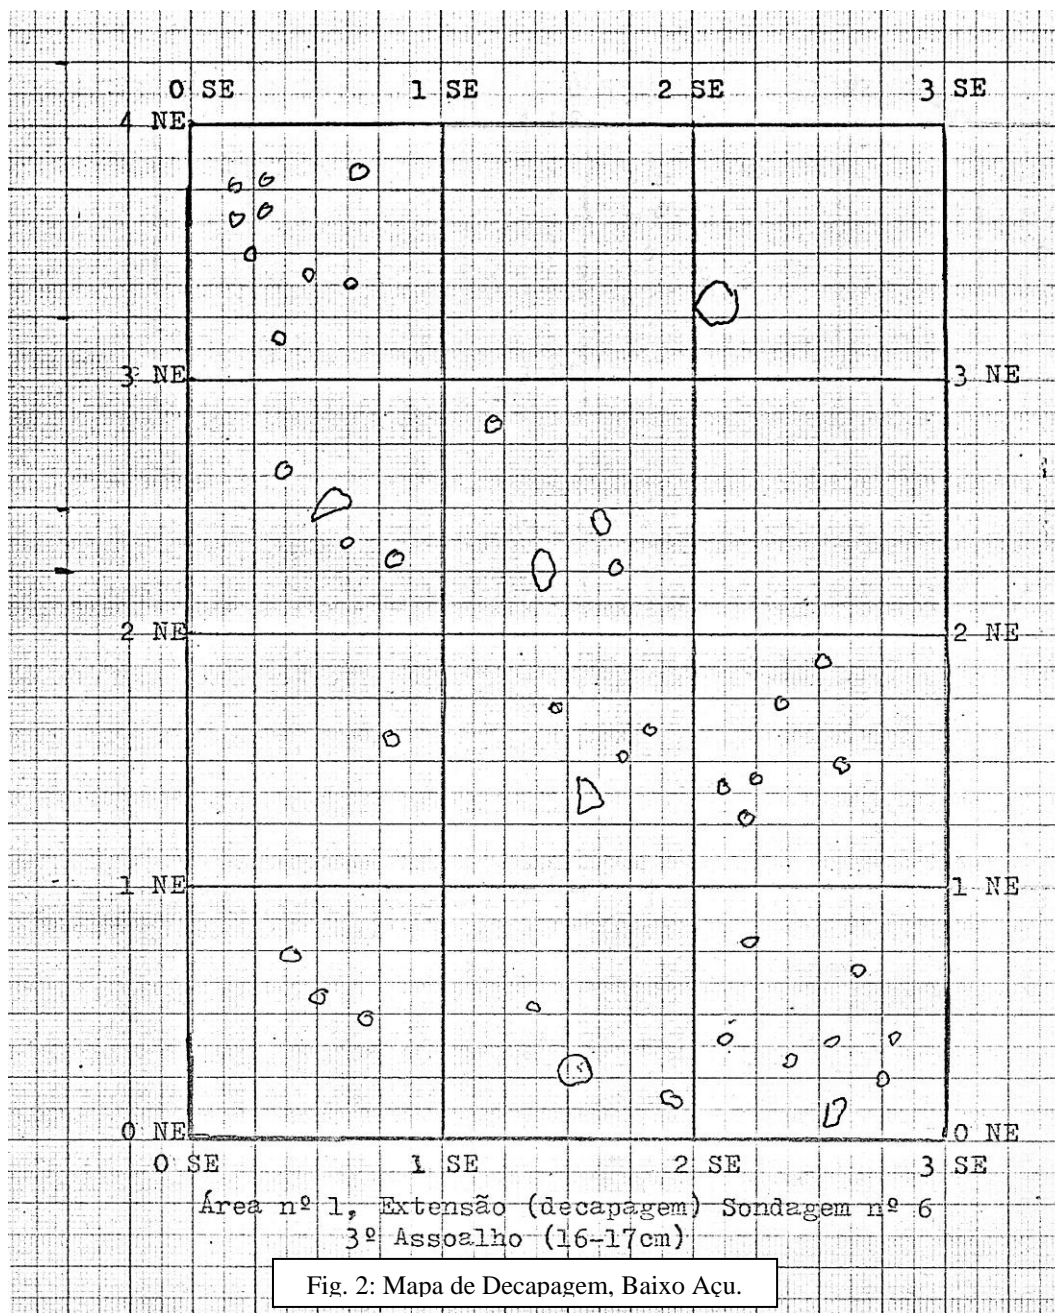 0 SE 1 SE 2 SE 3 SE
4 NE
3 NE 3 NE
2 NE 2 NE
1 NE 1 NE
0 NE 0 NE
0 SE 1 SE 2 SE 3 SE
Área nº 1, Extensão (decapagem) Sondagem nº 6
3º Assoalho (16-17cm)
Fig. 2: Mapa de Decapagem, Baixo Açu.